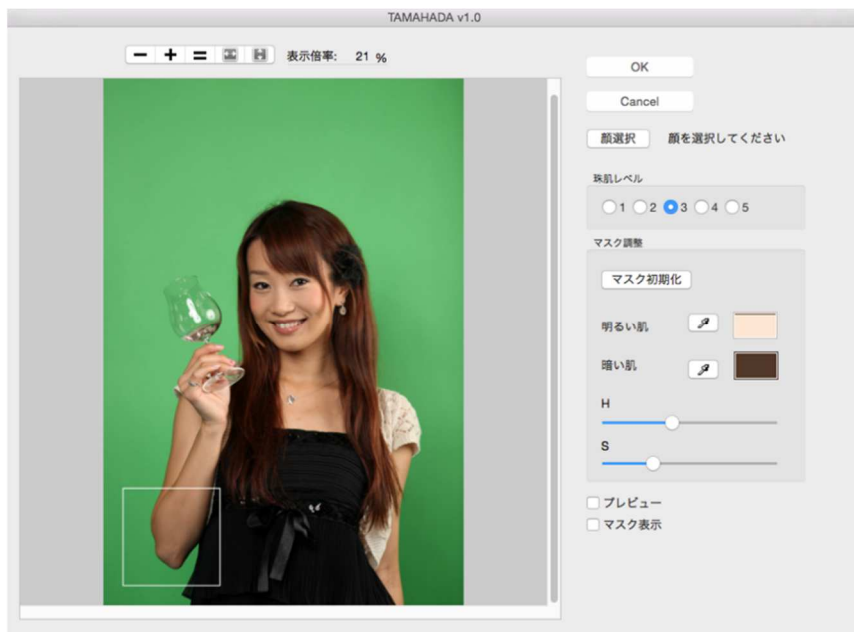 TAMAHADA v1.0
表示倍率: 21 %
OK
Cancel
顔選択 顔を選択してください
珠肌レベル
1 2 3 4 5
マスク調整
マスク初期化
明るい肌
暗い肌
H
S
プレビュー
マスク表示